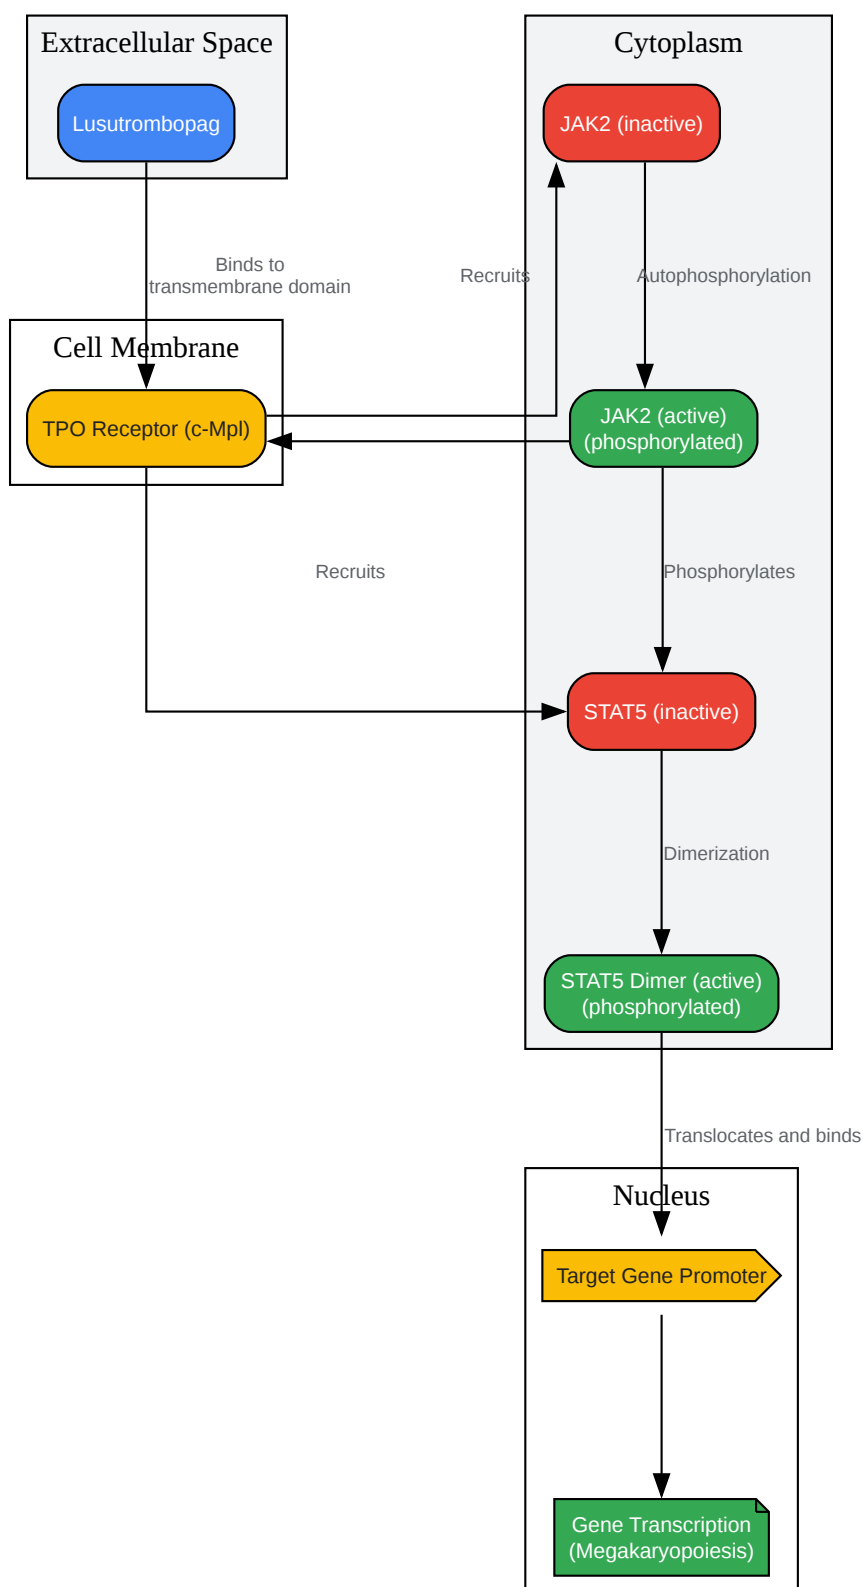 Extracellular Space
Cytoplasm
Lusutrombopag
JAK2 (inactive)
Binds to
transmembrane domain
Recruits
Autophosphorylation
Cell Membrane
TPO Receptor (c-Mpl)
JAK2 (active)
(phosphorylated)
Recruits
Phosphorylates
STAT5 (inactive)
Dimerization
STAT5 Dimer (active)
(phosphorylated)
Translocates and binds
Nucleus
Target Gene Promoter
Gene Transcription
(Megakaryopoiesis)